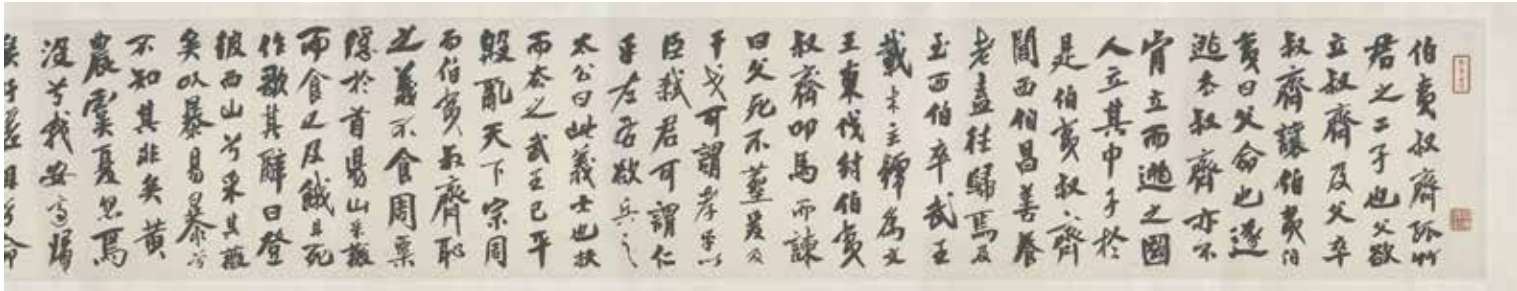 伯夷叔齊孤竹
君之二子也父欲
立叔齊及父卒
叔齊讓伯夷伯
夷曰父命也遂
逃去叔齊亦不
肯立而逃之國
人立其中子於
是伯夷叔齊
聞西伯昌善養
老盍往歸焉及
至西伯卒武王
載木主號為文
王東伐紂伯夷
叔齊叩馬而諫
曰父死不葬爰及
干戈可謂孝乎以
臣弒君可謂仁
乎左右欲兵之
太公曰此義士也扶
而去之武王已平
殷亂天下宗周
而伯夷叔齊恥
之義不食周粟
隱於首陽山采薇
而食之及餓且死
作歌其辭曰登
彼西山兮采其薇
矣以暴易暴兮
不知其非矣黃
農虞夏忽焉
沒兮我安適歸
矣于嗟徂兮命